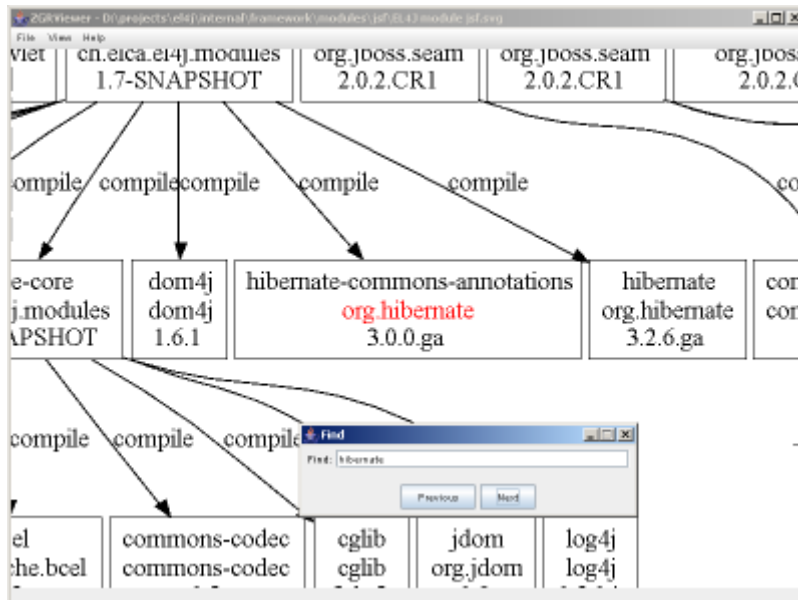 ZGRViewer - D:\projects\el4j\internal\framework\modules\jsf\EL4J module jsf.svg
File View Help
vlet
ch.elca.el4j.modules
1.7-SNAPSHOT
org.jboss.seam
2.0.2.CR1
org.jboss.seam
2.0.2.CR1
org.jbos
2.0.2.C
ompile
compile
compile
compile
compile
co
e-core
j.modules
APSHOT
dom4j
dom4j
1.6.1
hibernate-commons-annotations
org.hibernate
3.0.0.ga
hibernate
org.hibernate
3.2.6.ga
con
con
compile
compile
compile
Find
Find: hibernate
Previous Next
el
che.bcel
commons-codec
commons-codec
cglib
cglib
jdom
org.jdom
log4j
log4j